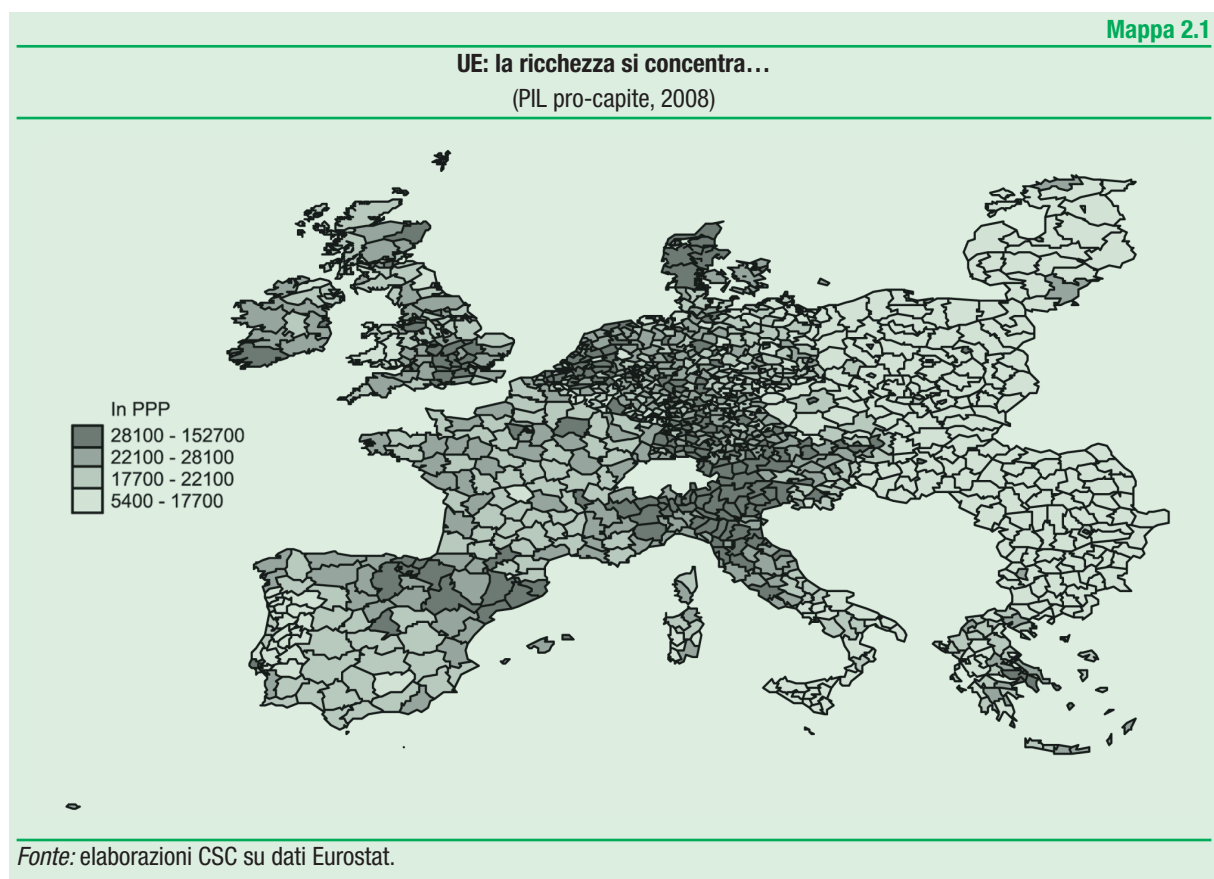 Mappa 2.1
UE: la ricchezza si concentra…
(PIL pro-capite, 2008)
In PPP
28100 - 152700
22100 - 28100
17700 - 22100
5400 - 17700
Fonte: elaborazioni CSC su dati Eurostat.